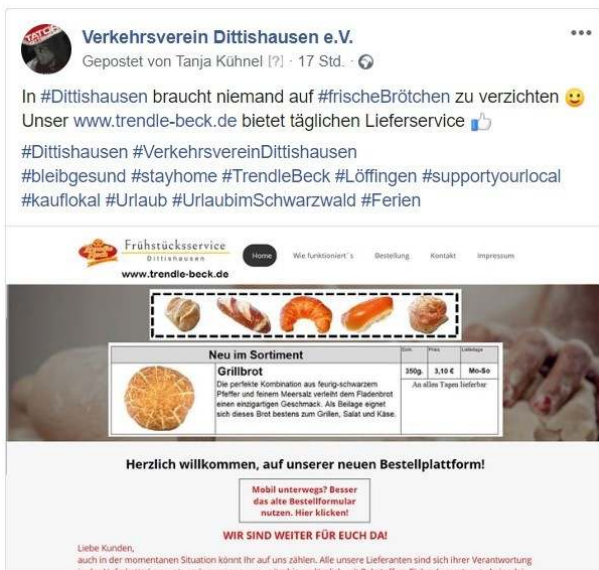 TATORT
Verkehrsverein Dittishausen e.V.
Gepostet von Tanja Kühnel [?] · 17 Std. ·
In #Dittishausen braucht niemand auf #frischeBrötchen zu verzichten 🙂
Unser www.trendle-beck.de bietet täglichen Lieferservice 👍
#Dittishausen #VerkehrsvereinDittishausen
#bleibgesund #stayhome #TrendleBeck #Löffingen #supportyourlocal
#kauflokal #Urlaub #UrlaubimSchwarzwald #Ferien
Frühstücksservice
Dittishausen
www.trendle-beck.de
Home Wie funktioniert´s Bestellung Kontakt Impressum
Neu im Sortiment Preis
Grillbrot 350g. 3,10 € Mo-So
Die perfekte Kombination aus feurig-schwarzem An allen Tagen lieferbar
Pfeffer und feinem Meersalz verleiht dem Fladenbrot
einen einzigartigen Geschmack. Als Beilage eignet
sich dieses Brot bestens zum Grillen, Salat und Käse.
Herzlich willkommen, auf unserer neuen Bestellplattform!
Mobil unterwegs? Besser
das alte Bestellformular
nutzen. Hier klicken!
WIR SIND WEITER FÜR EUCH DA!
Liebe Kunden,
auch in der momentanen Situation könnt Ihr auf uns zählen. Alle unsere Lieferanten sind sich ihrer Verantwortung